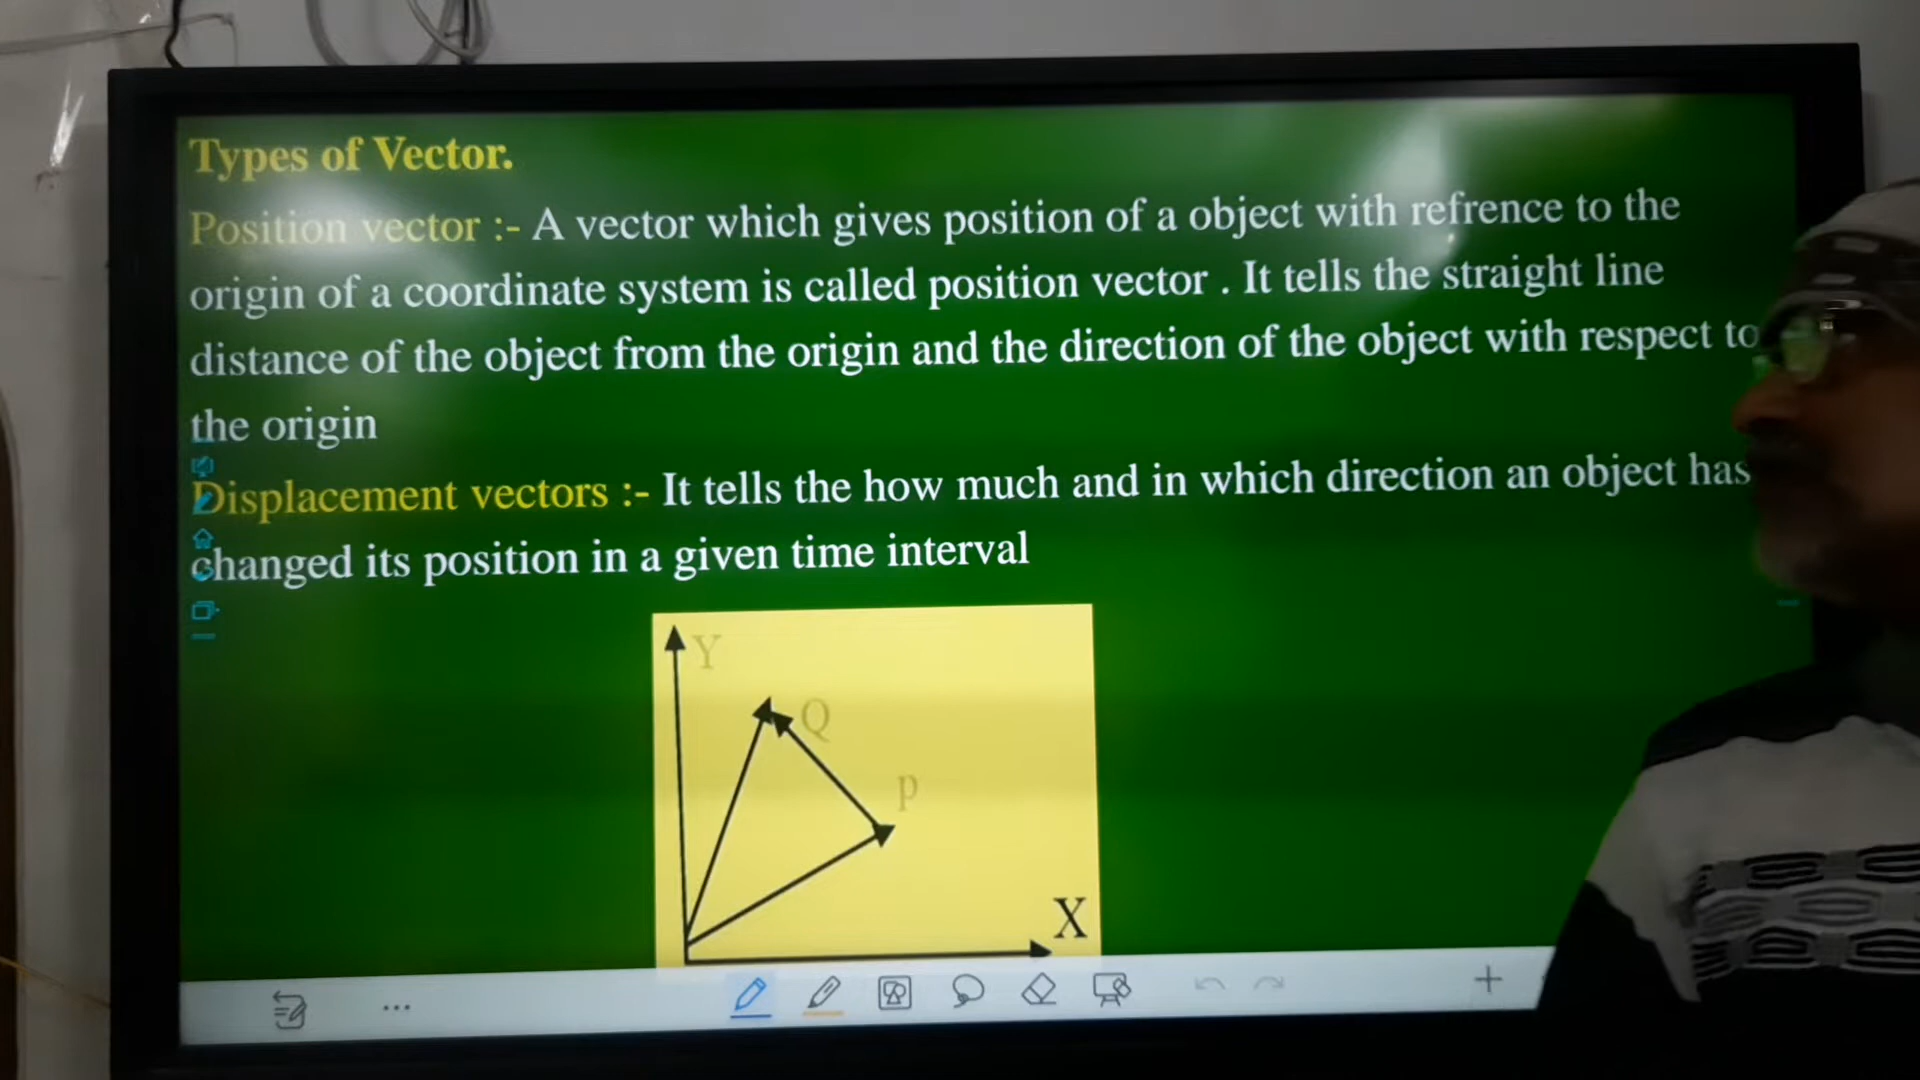 Types of Vector.
Position vector :- A vector which gives position of a object with refrence to the
origin of a coordinate system is called position vector . It tells the straight line
distance of the object from the origin and the direction of the object with respect to
the origin
Displacement vectors :- It tells the how much and in which direction an object has
changed its position in a given time interval
Y
Q
p
X